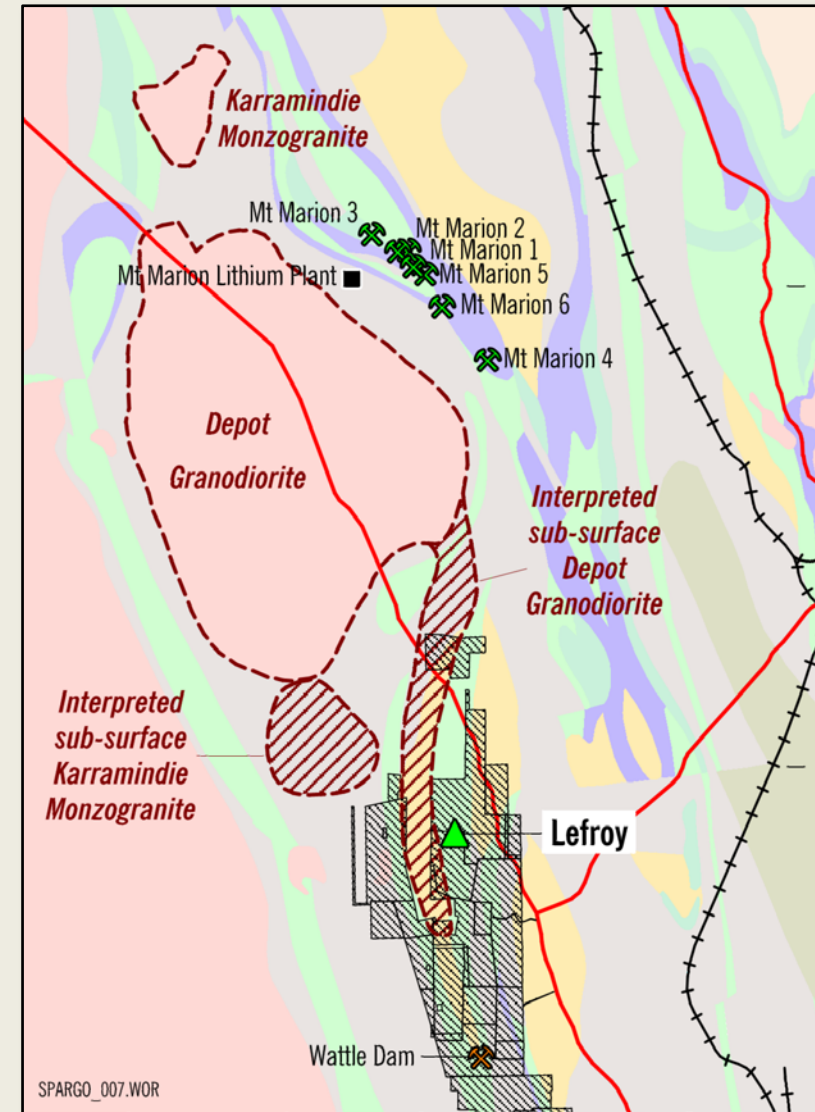 Karramindie
Monzogranite
Mt Marion 3
Mt Marion 2
Mt Marion 1
Mt Marion Lithium Plant
Mt Marion 5
Mt Marion 6
Mt Marion 4
Depot
Granodiorite
Interpreted
sub-surface
Depot
Granodiorite
Interpreted
sub-surface
Karramindie
Monzogranite
Lefroy
Wattle Dam
SPARGO_007.WOR